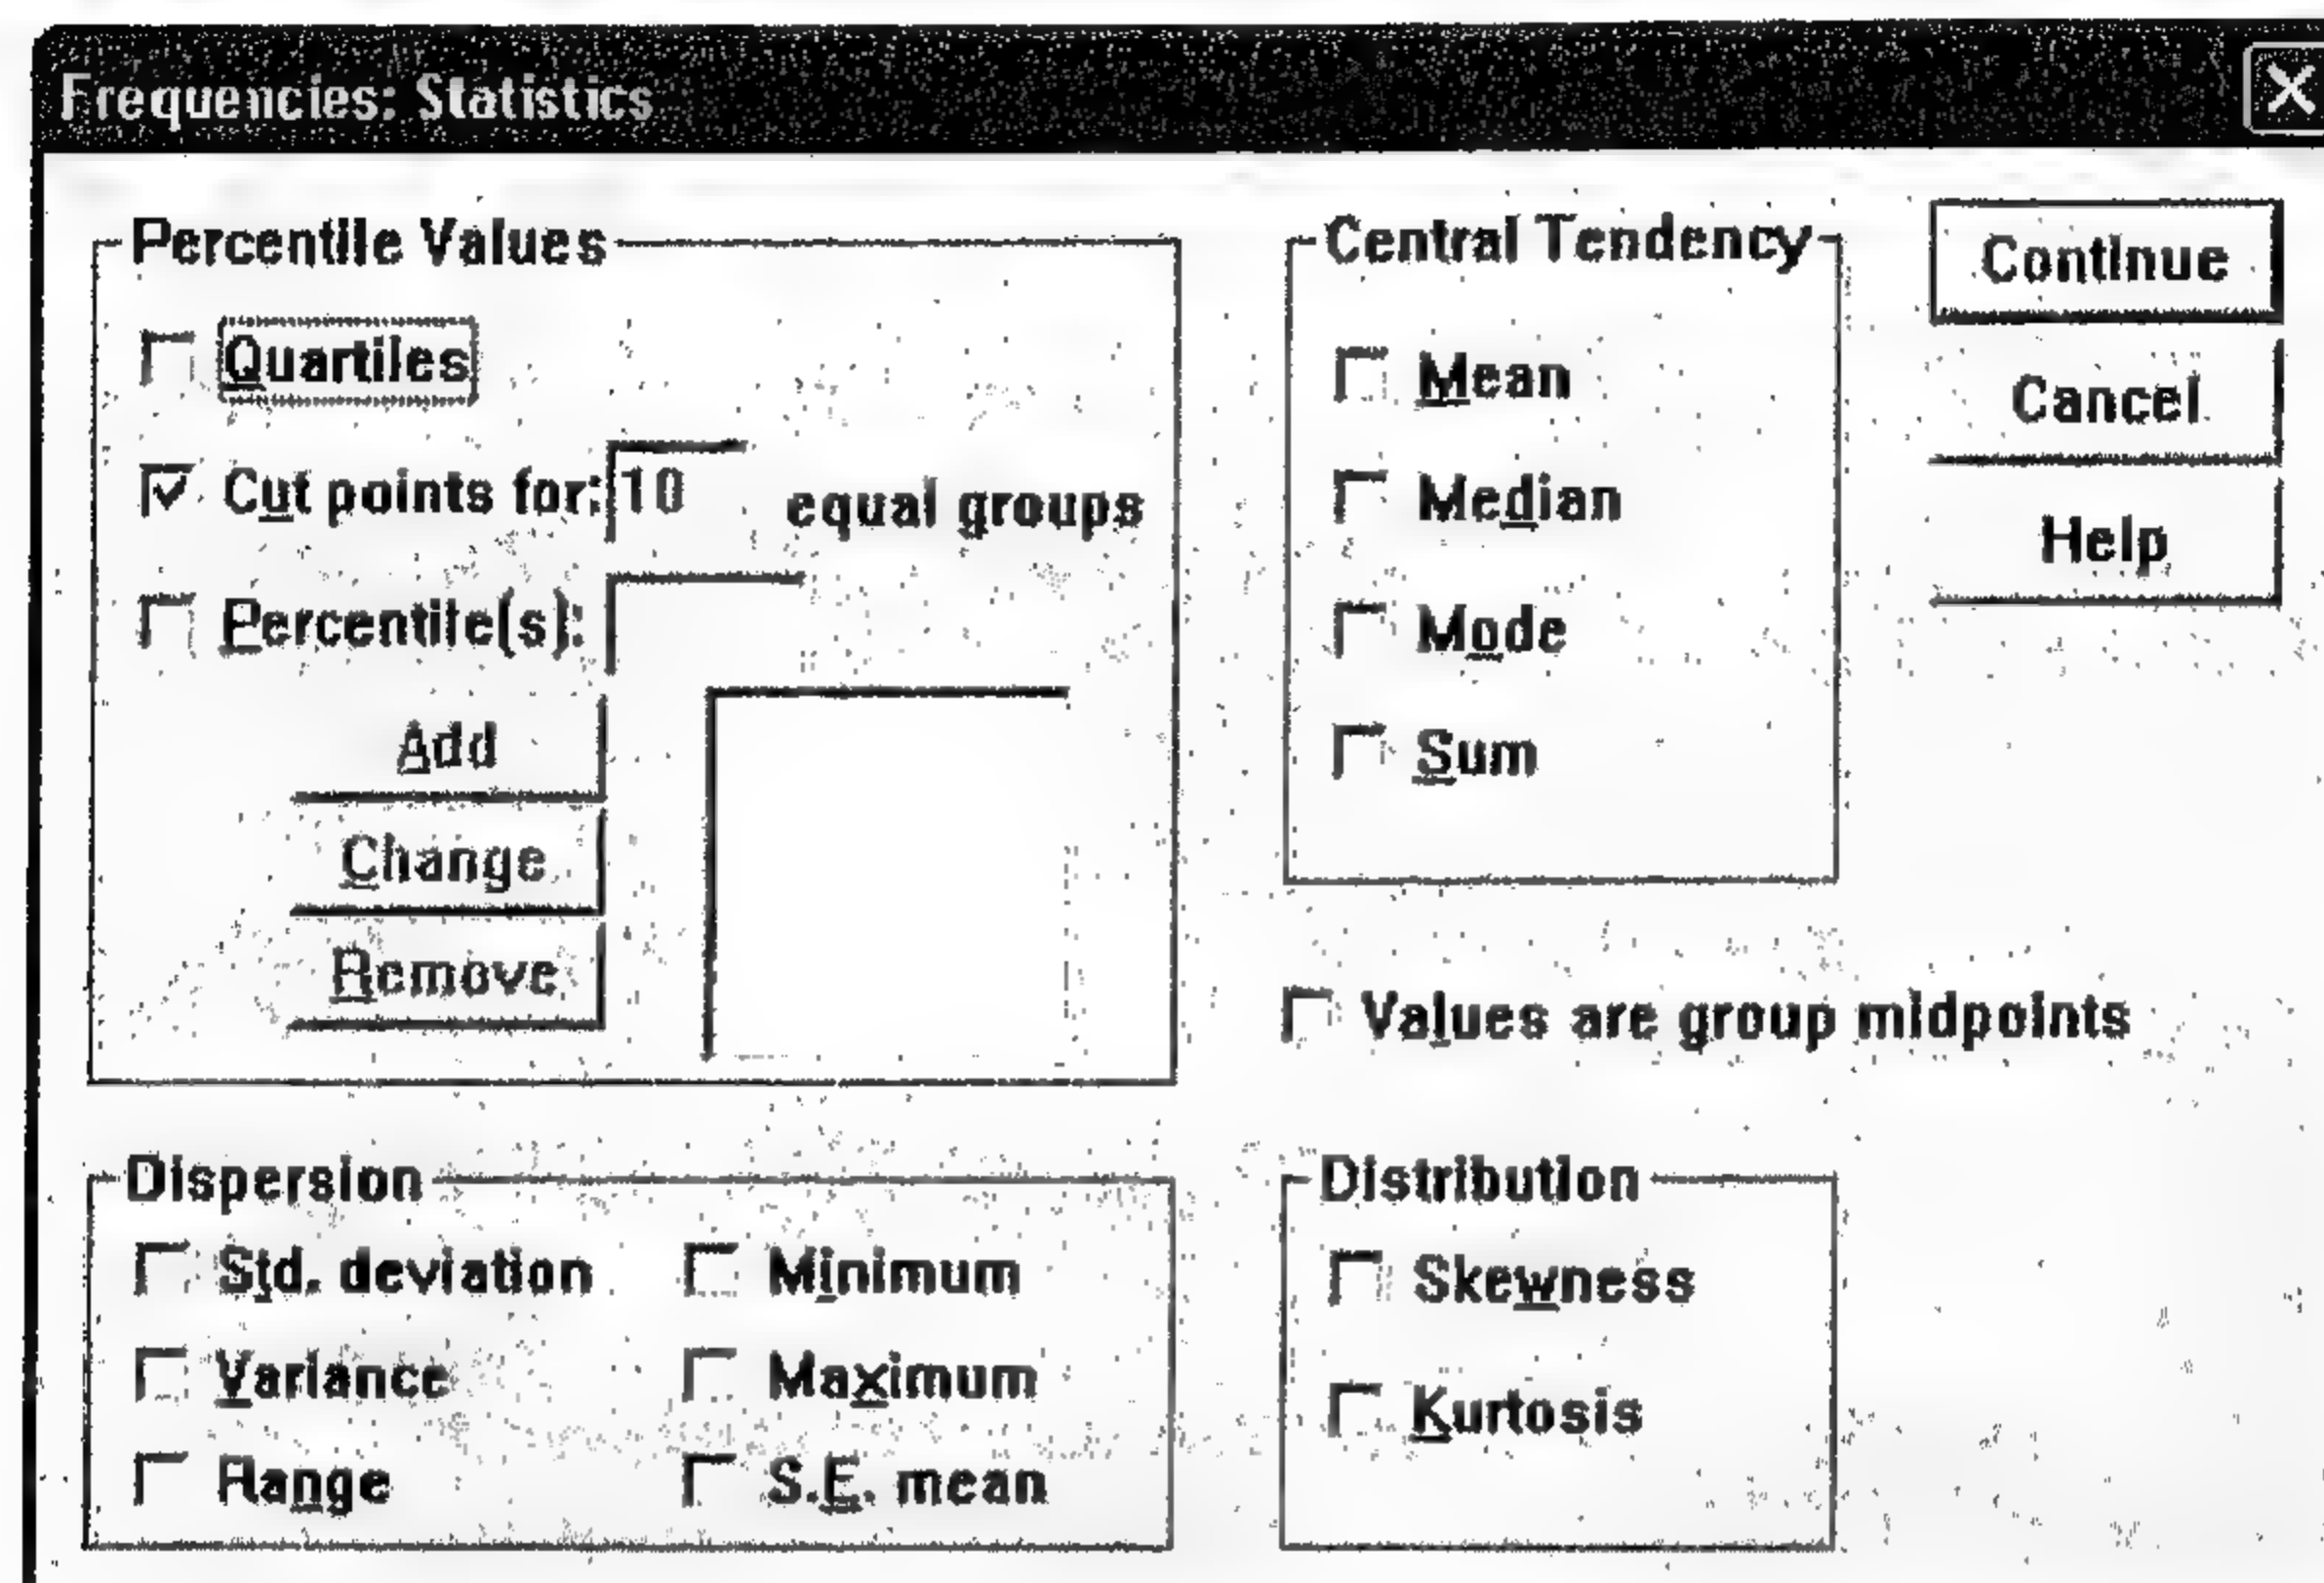 Frequencies: Statistics
Percentile Values
Quartiles
Cut points for: 10 equal groups
Percentile(s):
Add
Change
Remove
Central Tendency
Mean
Median
Mode
Sum
Continue
Cancel
Help
Values are group midpoints
Dispersion
Std. deviation
Minimum
Variance
Maximum
Range
S.E. mean
Distribution
Skewness
Kurtosis